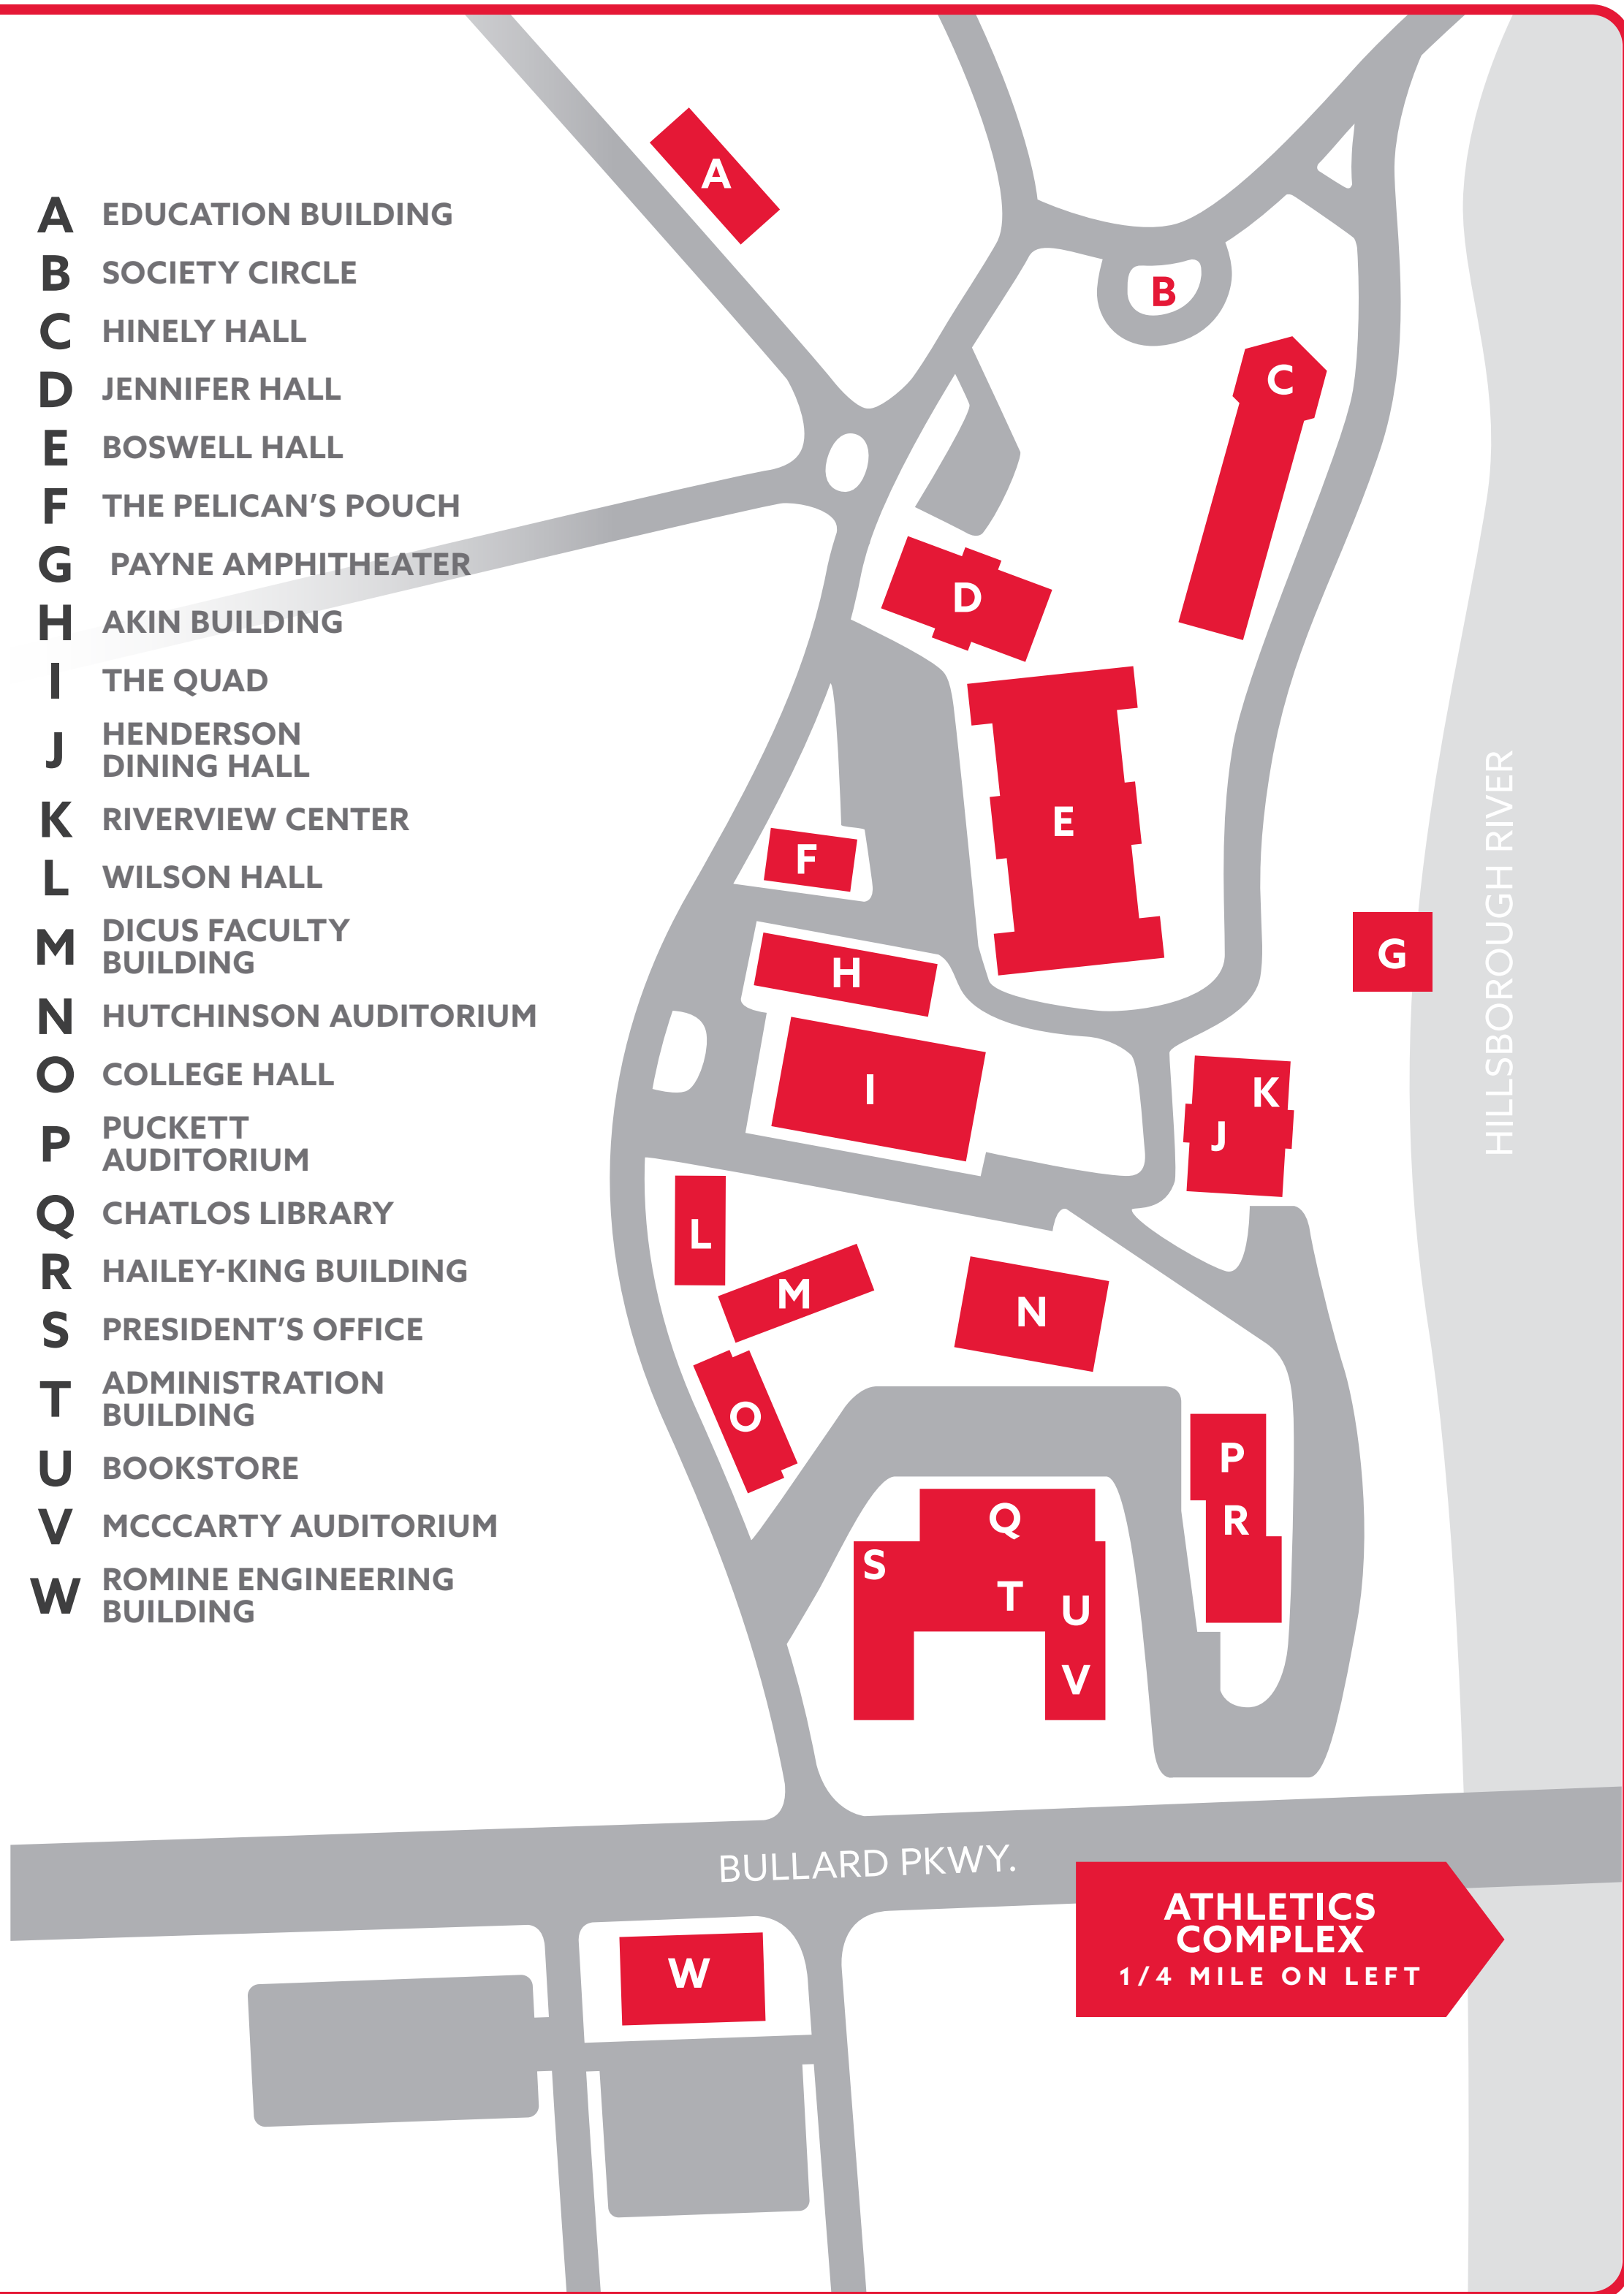 A EDUCATION BUILDING
B SOCIETY CIRCLE
C HINELY HALL
D JENNIFER HALL
E BOSWELL HALL
F THE PELICAN'S POUCH
G PAYNE AMPHITHEATER
H AKIN BUILDING
I THE QUAD
J HENDERSON
DINING HALL
K RIVERVIEW CENTER
L WILSON HALL
M DICUS FACULTY
BUILDING
N HUTCHINSON AUDITORIUM
O COLLEGE HALL
P PUCKETT
AUDITORIUM
Q CHATLOS LIBRARY
R HAILEY-KING BUILDING
S PRESIDENT'S OFFICE
T ADMINISTRATION
BUILDING
U BOOKSTORE
V MCCCARTY AUDITORIUM
W ROMINE ENGINEERING
BUILDING
A
B
C
D
E
F
G
H
I
K
J
L
M
N
O
P
Q
R
S
T
U
V
HILLSBOROUGH RIVER
BULLARD PKWY.
W
ATHLETICS
COMPLEX
1/4 MILE ON LEFT